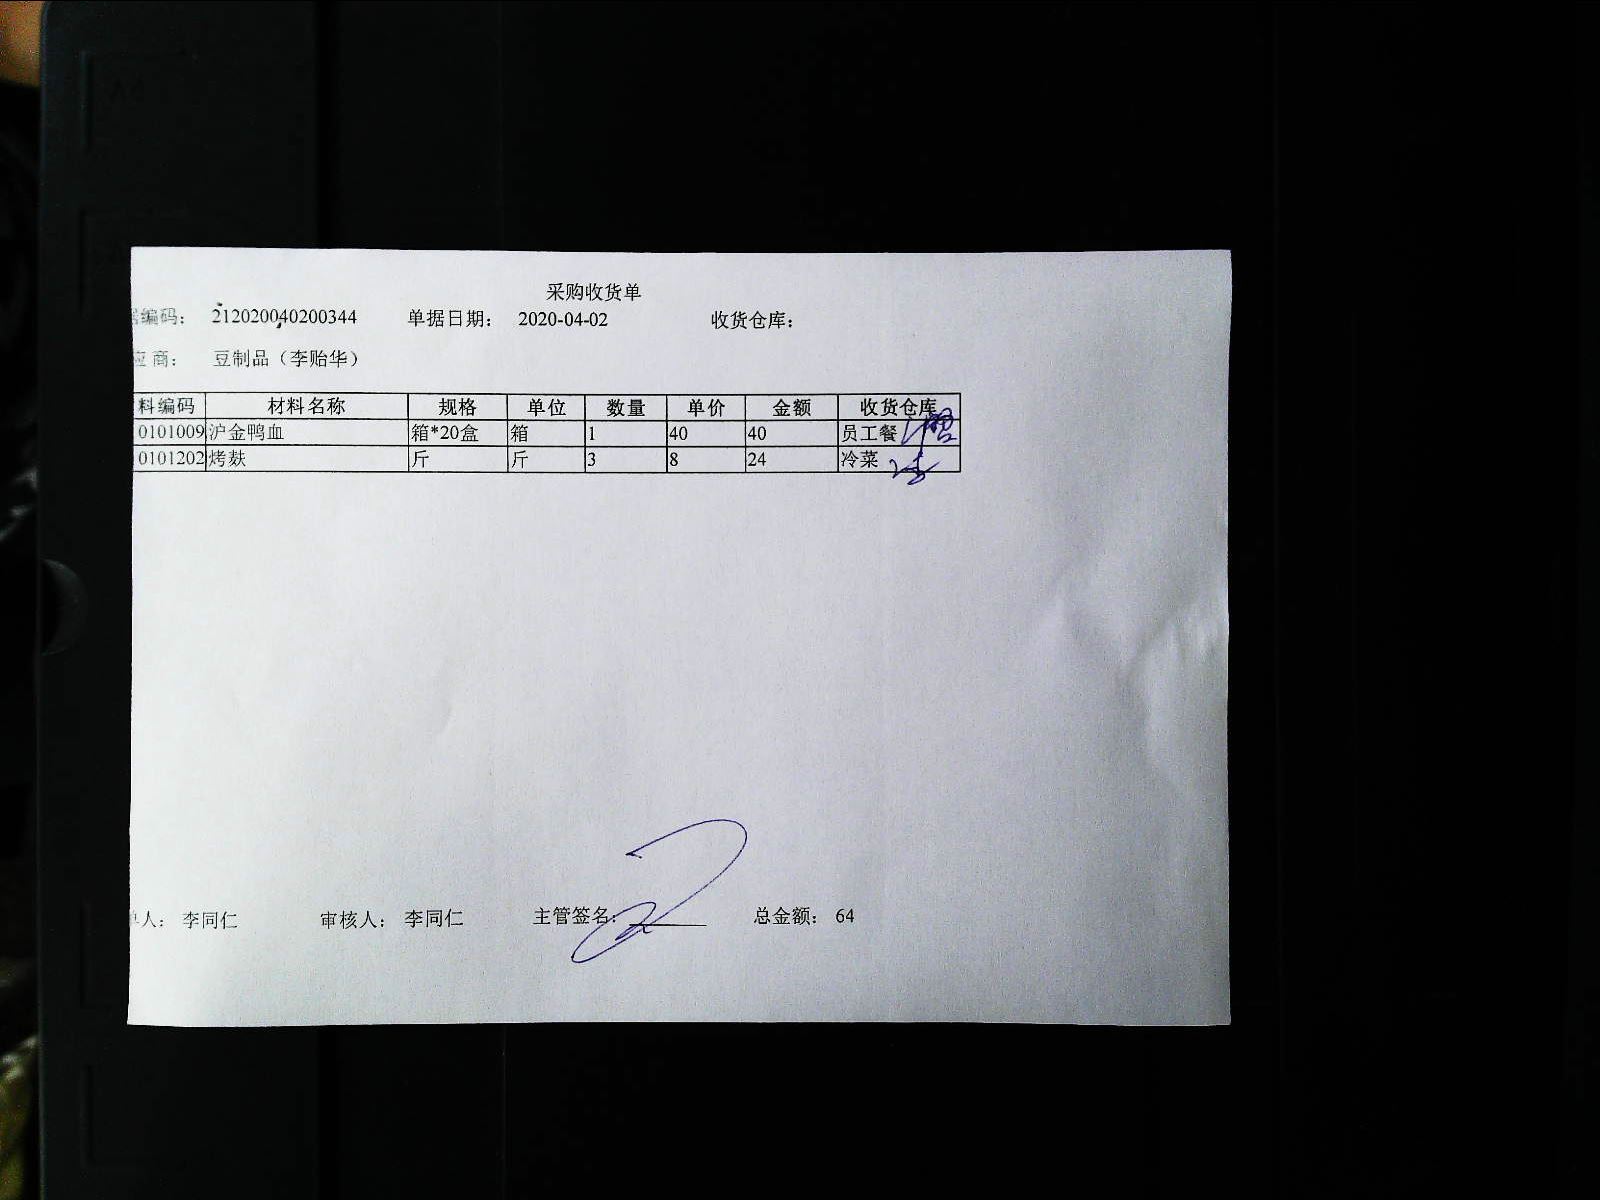 采购收货单
编码： 212020040200344 单据日期： 2020-04-02 收货仓库：
应商： 豆制品（李贻华）
料编码 材料名称 规格 单位 数量 单价 金额 收货仓库
0101009 沪金鸭血 箱*20盒 箱 1 40 40 员工餐
0101202 烤麸 斤 斤 3 8 24 冷菜
单人： 李同仁 审核人： 李同仁 主管签名： 总金额： 64